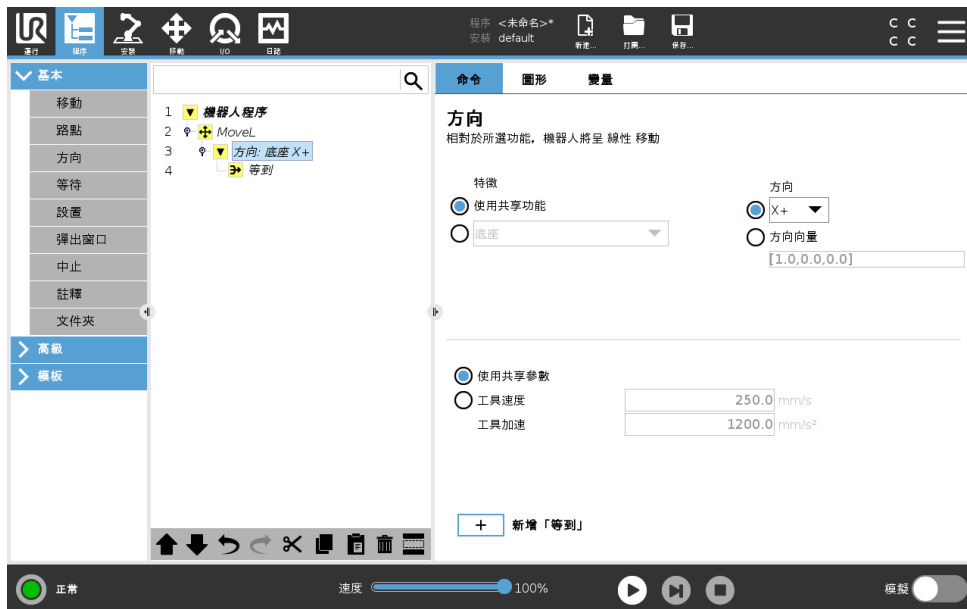 程序 <未命名>*
安裝 default
C C
C C
運行 程序 安裝 移動 I/O 日誌 新建... 打開... 保存...
基本
移動
路點
方向
等待
設置
彈出窗口
中止
註釋
文件夾
高級
模板
1 機器人程序
2 MoveL
3 方向: 底座 X+
4 等到
命令 圖形 變量
方向
相對於所選功能，機器人將呈 線性 移動
特徵
使用共享功能
底座
方向
X+
方向向量
[1.0,0.0,0.0]
使用共享參數
工具速度 250.0 mm/s
工具加速 1200.0 mm/s²
+ 新增「等到」
正常
速度 100%
模擬